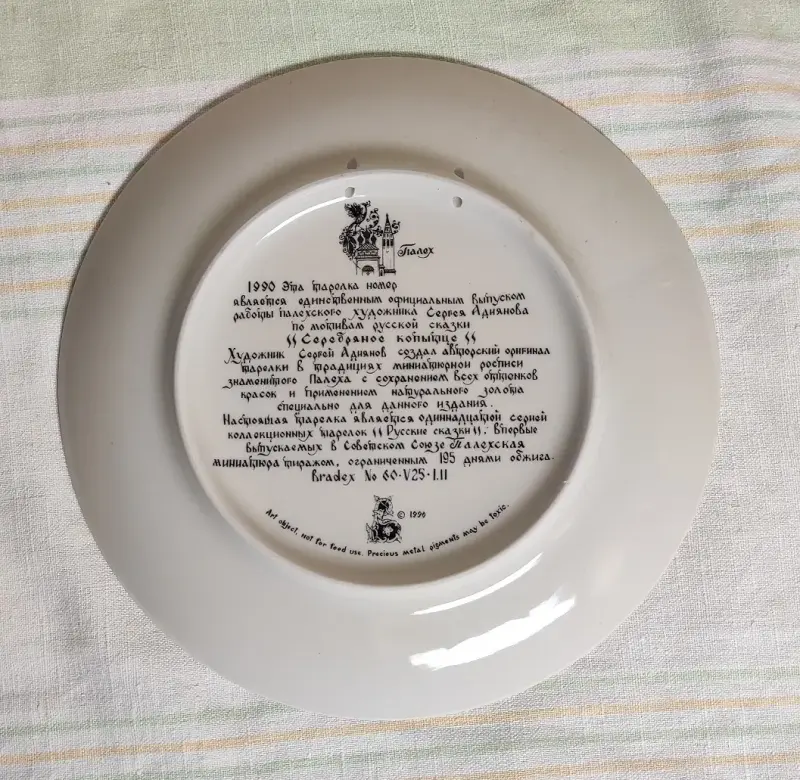 Палех
1990 Эта тарелка номер
является единственным официальным выпуском
работы палехского художника Сергея Адиянова
по мотивам русской сказки
"Серебряное копытце"
Художник Сергей Адиянов создал авторский оригинал
тарелки в традициях миниатюрной росписи
знаменитого Палеха с сохранением всех оттенков
красок и применением натурального золота
специально для данного издания.
Настоящая тарелка является одиннадцатой серией
коллекционных тарелок "Русские сказки". Впервые
выпускаемых в Советском Союзе Палехская
миниатюра тиражом, ограниченным 195 днями обжига.
Bradex No 60-V25-1.11
© 1990
Art object, not for food use. Precious metal pigments may be toxic.